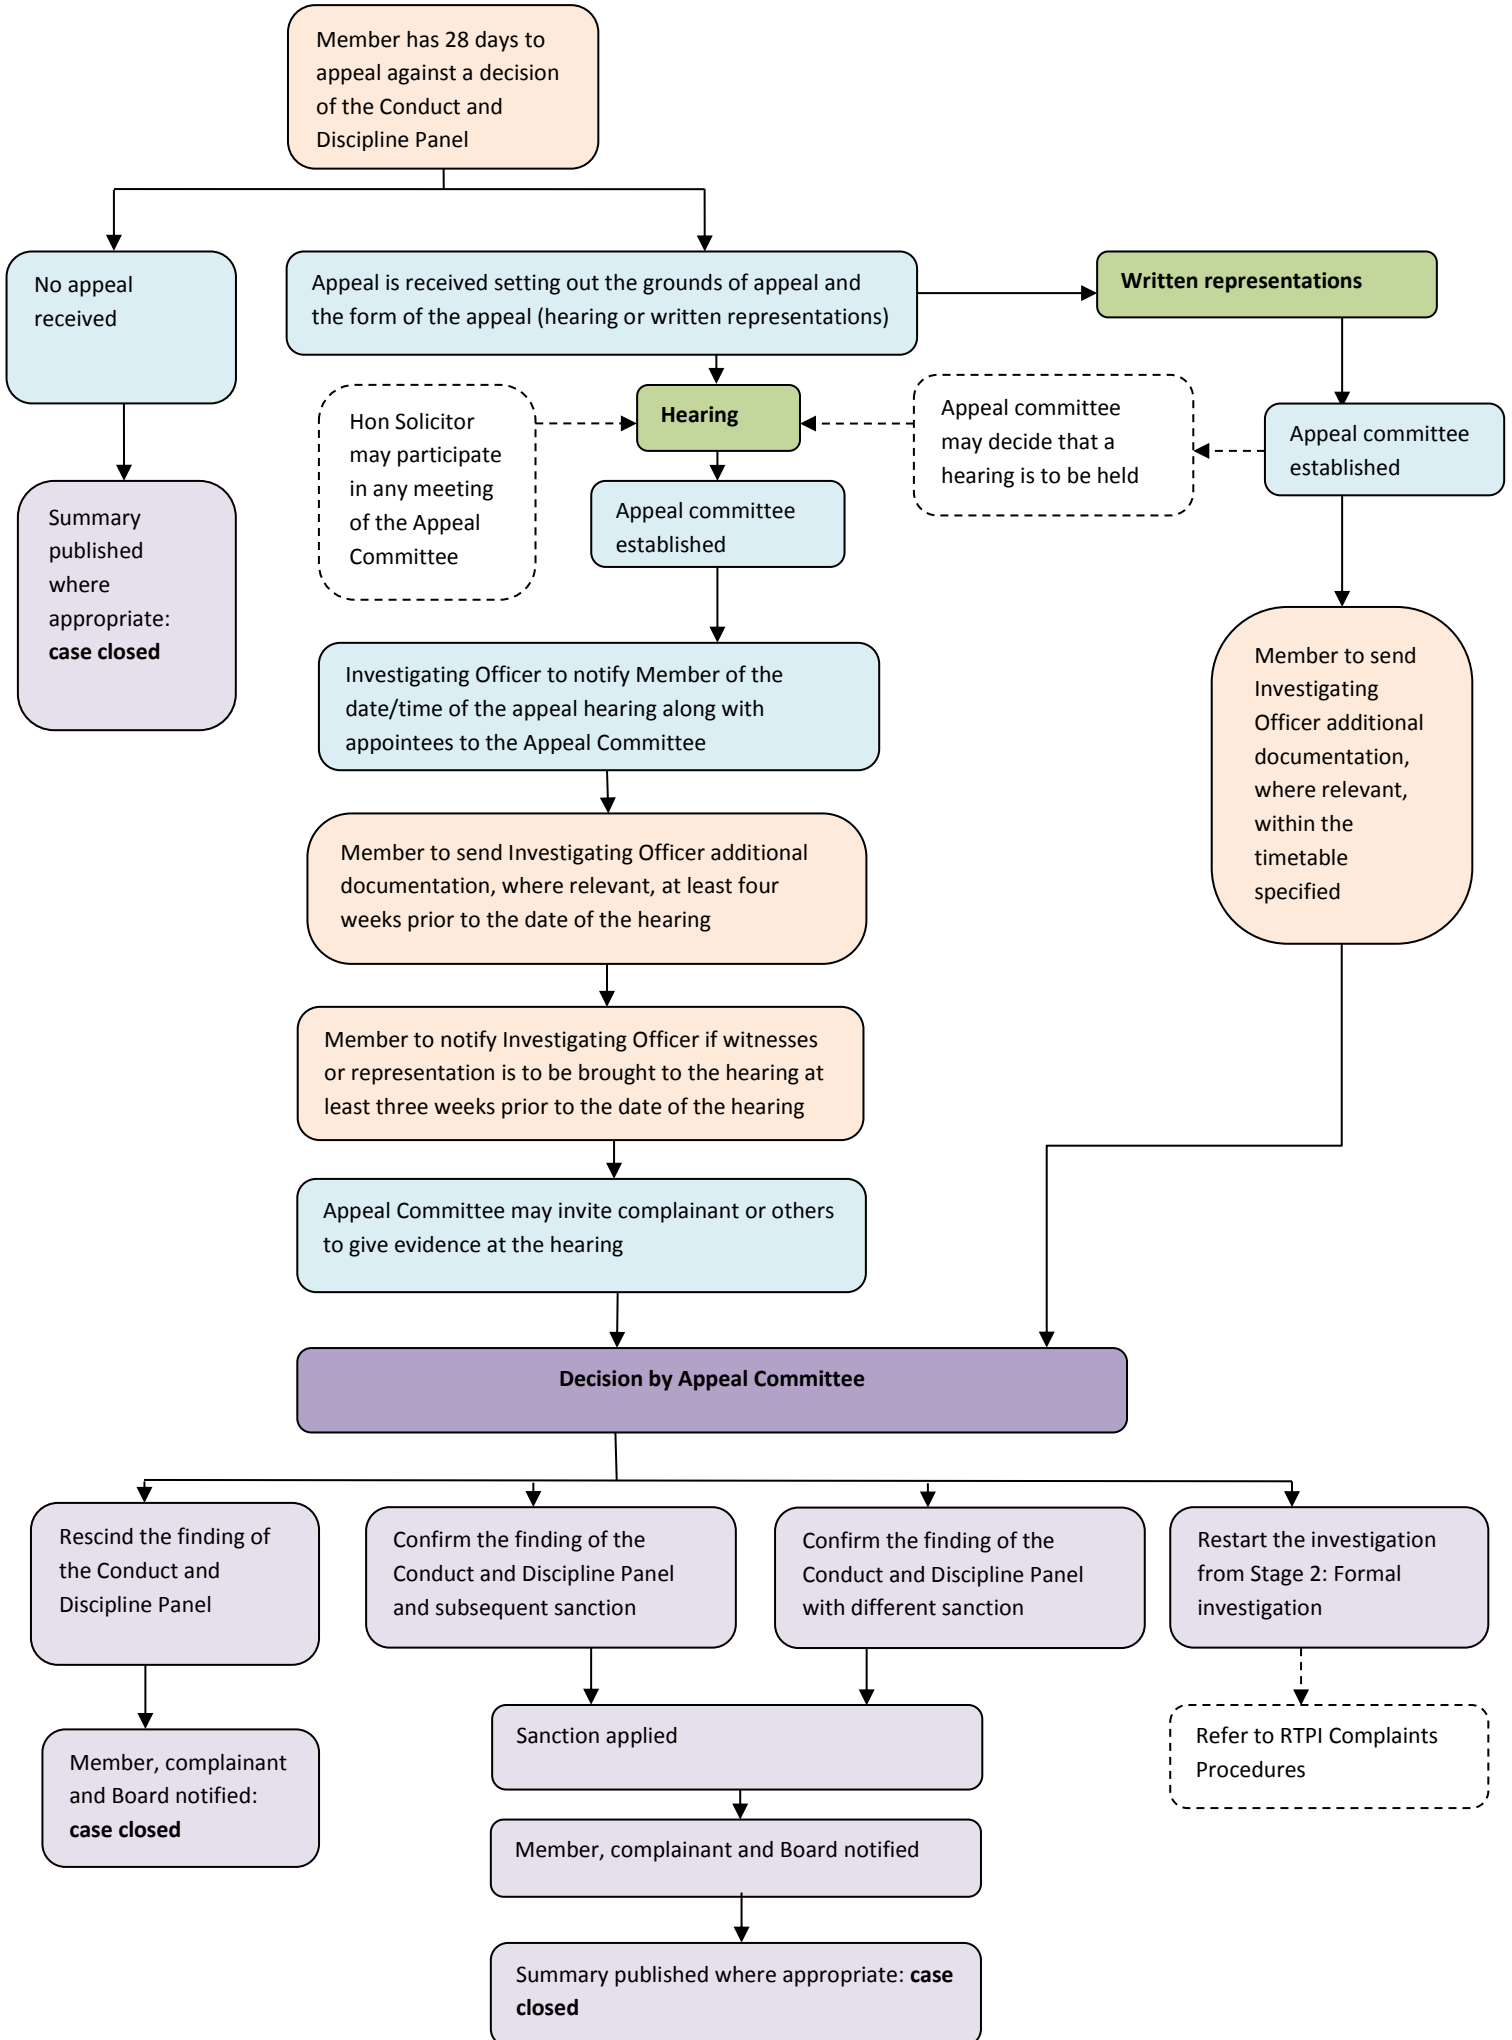 Member has 28 days to
appeal against a decision
of the Conduct and
Discipline Panel
No appeal
received
Appeal is received setting out the grounds of appeal and
the form of the appeal (hearing or written representations)
Written representations
Hon Solicitor
may participate
in any meeting
of the Appeal
Committee
Hearing
Appeal committee
may decide that a
hearing is to be held
Appeal committee
established
Summary
published
where
appropriate:
case closed
Appeal committee
established
Investigating Officer to notify Member of the
date/time of the appeal hearing along with
appointees to the Appeal Committee
Member to send
Investigating
Officer additional
documentation,
where relevant,
within the
timetable
specified
Member to send Investigating Officer additional
documentation, where relevant, at least four
weeks prior to the date of the hearing
Member to notify Investigating Officer if witnesses
or representation is to be brought to the hearing at
least three weeks prior to the date of the hearing
Appeal Committee may invite complainant or others
to give evidence at the hearing
Decision by Appeal Committee
Rescind the finding of
the Conduct and
Discipline Panel
Confirm the finding of the
Conduct and Discipline Panel
and subsequent sanction
Confirm the finding of the
Conduct and Discipline Panel
with different sanction
Restart the investigation
from Stage 2: Formal
investigation
Member, complainant
and Board notified:
case closed
Sanction applied
Refer to RTPI Complaints
Procedures
Member, complainant and Board notified
Summary published where appropriate: case
closed